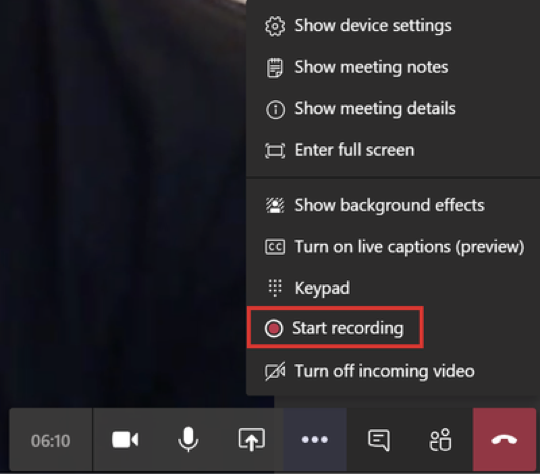 Show device settings
Show meeting notes
Show meeting details
Enter full screen
Show background effects
CC Turn on live captions (preview)
Keypad
Start recording
Turn off incoming video
06:10